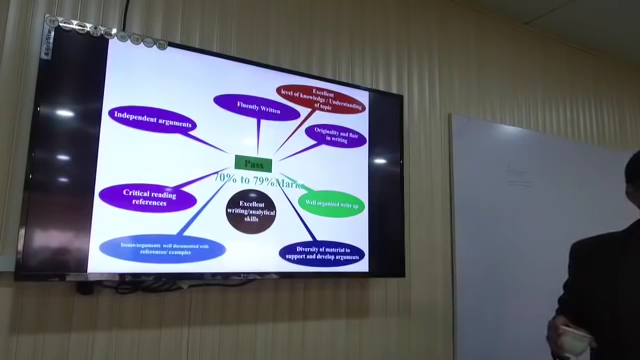 Excellent
level of knowledge / Understanding
of topic
Fluently Written
Independent arguments
Originality and flair
in writing
Pass
70% to 79%Marks
Critical reading
references
Excellent
writing/analytical
skills
Well organized write up
Issues/arguments well documented with
references/ examples
Diversity of material to
support and develop arguments